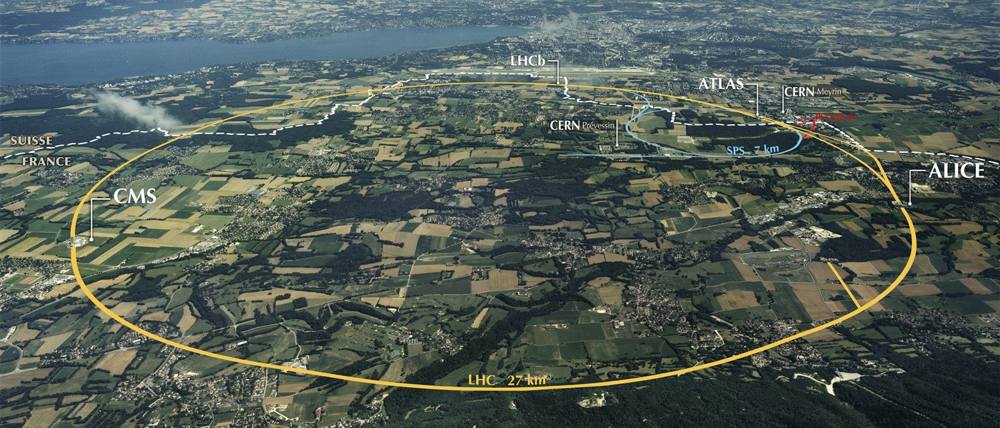 LHCb
ATLAS
CERN Meyrin
CERN Prévessin
SUISSE
FRANCE
SPS 7 km
ALICE
CMS
LHC 27 km